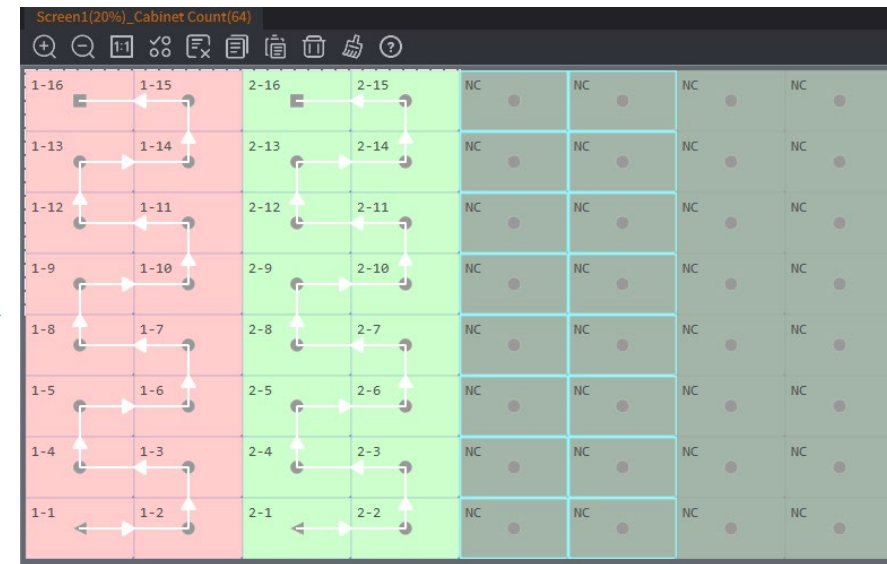 Screen1(20%)_Cabinet Count(64)
1:1
?
1-16 1-15 2-16 2-15 NC NC NC NC
1-13 1-14 2-13 2-14 NC NC NC NC
1-12 1-11 2-12 2-11 NC NC NC NC
1-9 1-10 2-9 2-10 NC NC NC NC
1-8 1-7 2-8 2-7 NC NC NC NC
1-5 1-6 2-5 2-6 NC NC NC NC
1-4 1-3 2-4 2-3 NC NC NC NC
1-1 1-2 2-1 2-2 NC NC NC NC